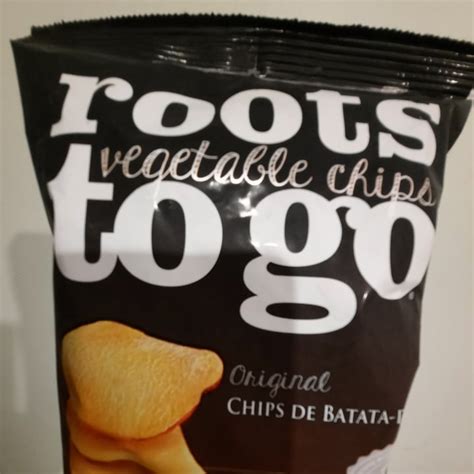 roots
vegetable chips
to go
Original
CHIPS DE BATATA-